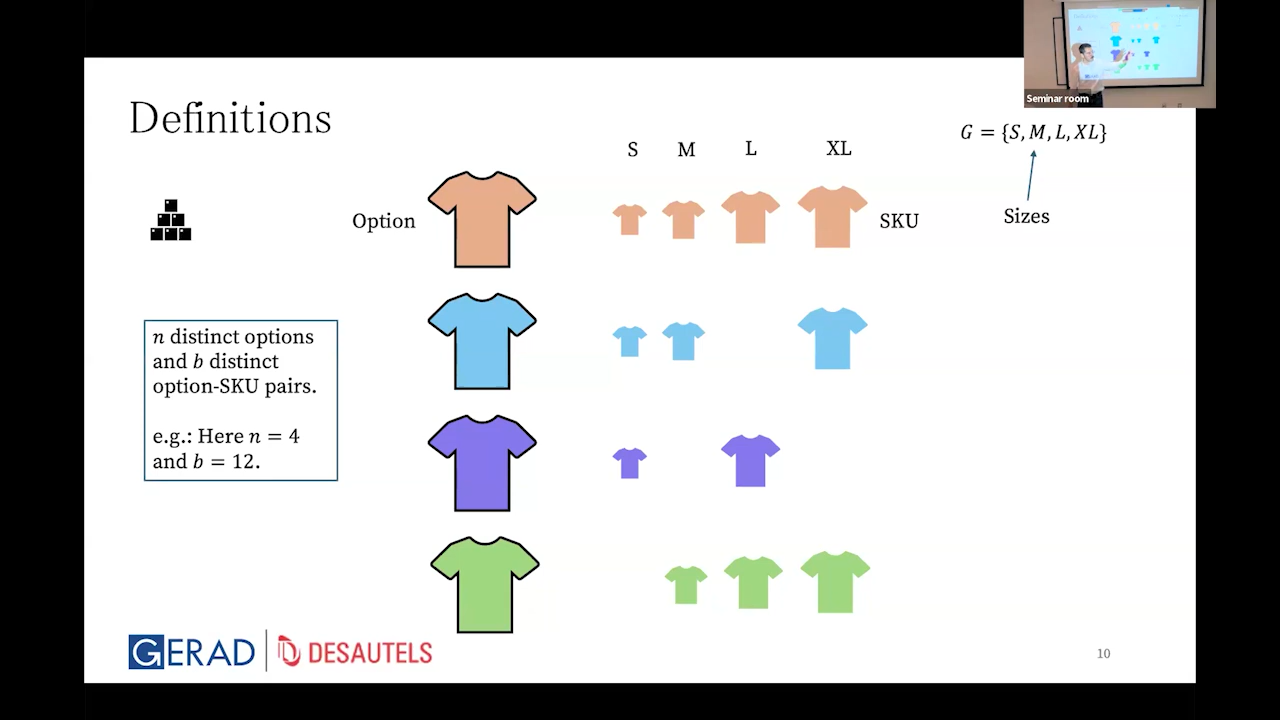 Seminar room
Definitions
G = {S, M, L, XL}
S M L XL
Option
SKU
Sizes
n distinct options
and b distinct
option-SKU pairs.
e.g.: Here n = 4
and b = 12.
GERAD
DESAUTELS
10